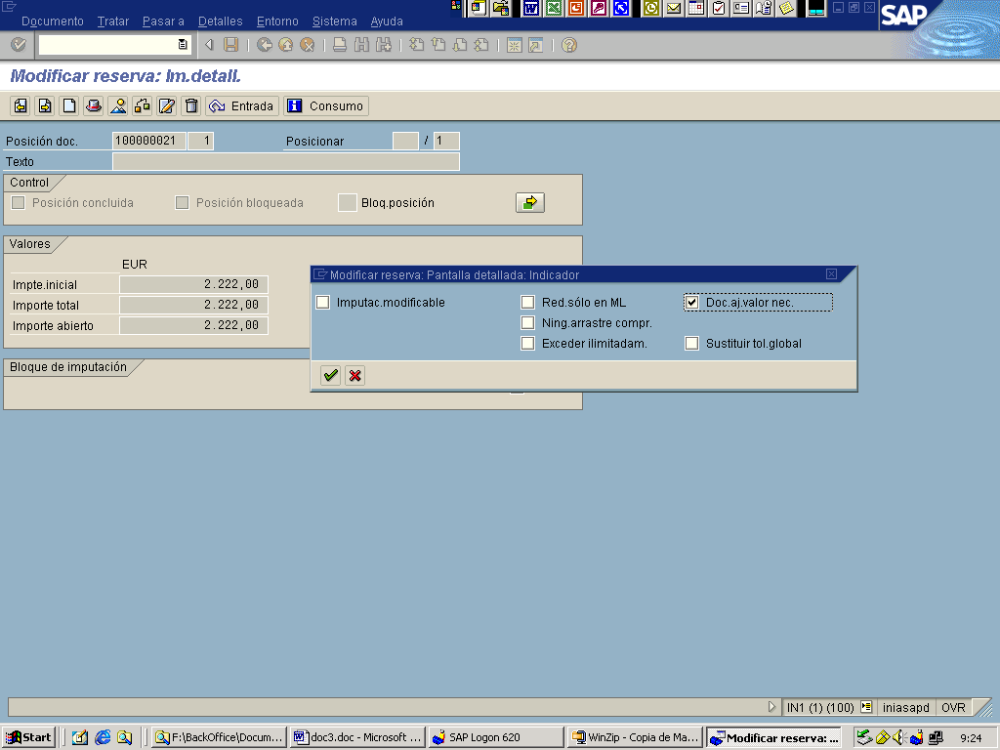 Documento Tratar Pasar a Detalles Entorno Sistema Ayuda
SAP
Modificar reserva: Im.detall.
Entrada Consumo
Posición doc. 100000021 1 Posicionar / 1
Texto
Control
Posición concluida Posición bloqueada Bloq.posición
Valores
EUR
Impte.inicial 2.222,00
Importe total 2.222,00
Importe abierto 2.222,00
Bloque de imputación
Modificar reserva: Pantalla detallada: Indicador
Imputac.modificable Red.sólo en ML Doc.aj.valor nec.
Ning.arrastre compr.
Exceder ilimitadam. Sustituir tol.global
IN1 (1) (100) iniasapd OVR
Start F:\BackOffice\Docum... doc3.doc - Microsoft ... SAP Logon 620 WinZip - Copia de Ma... Modificar reserva: ... 9:24